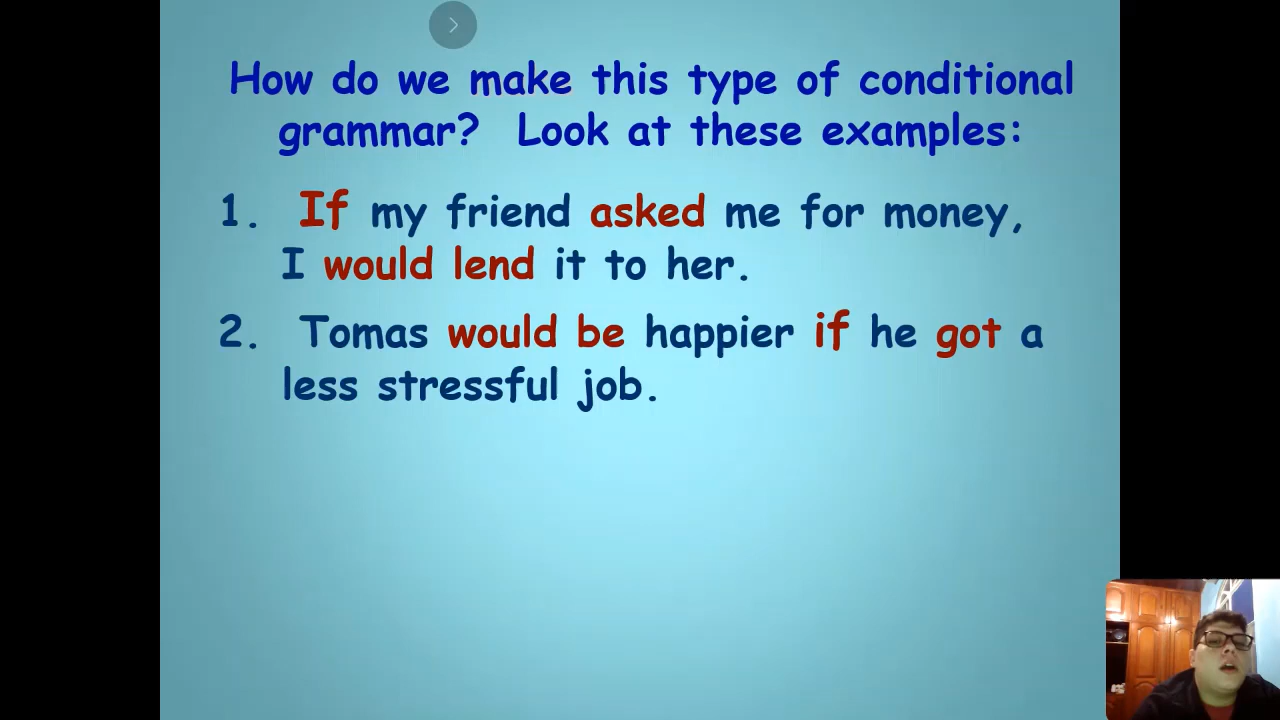 How do we make this type of conditional
grammar? Look at these examples:
1. If my friend asked me for money,
I would lend it to her.
2. Tomas would be happier if he got a
less stressful job.